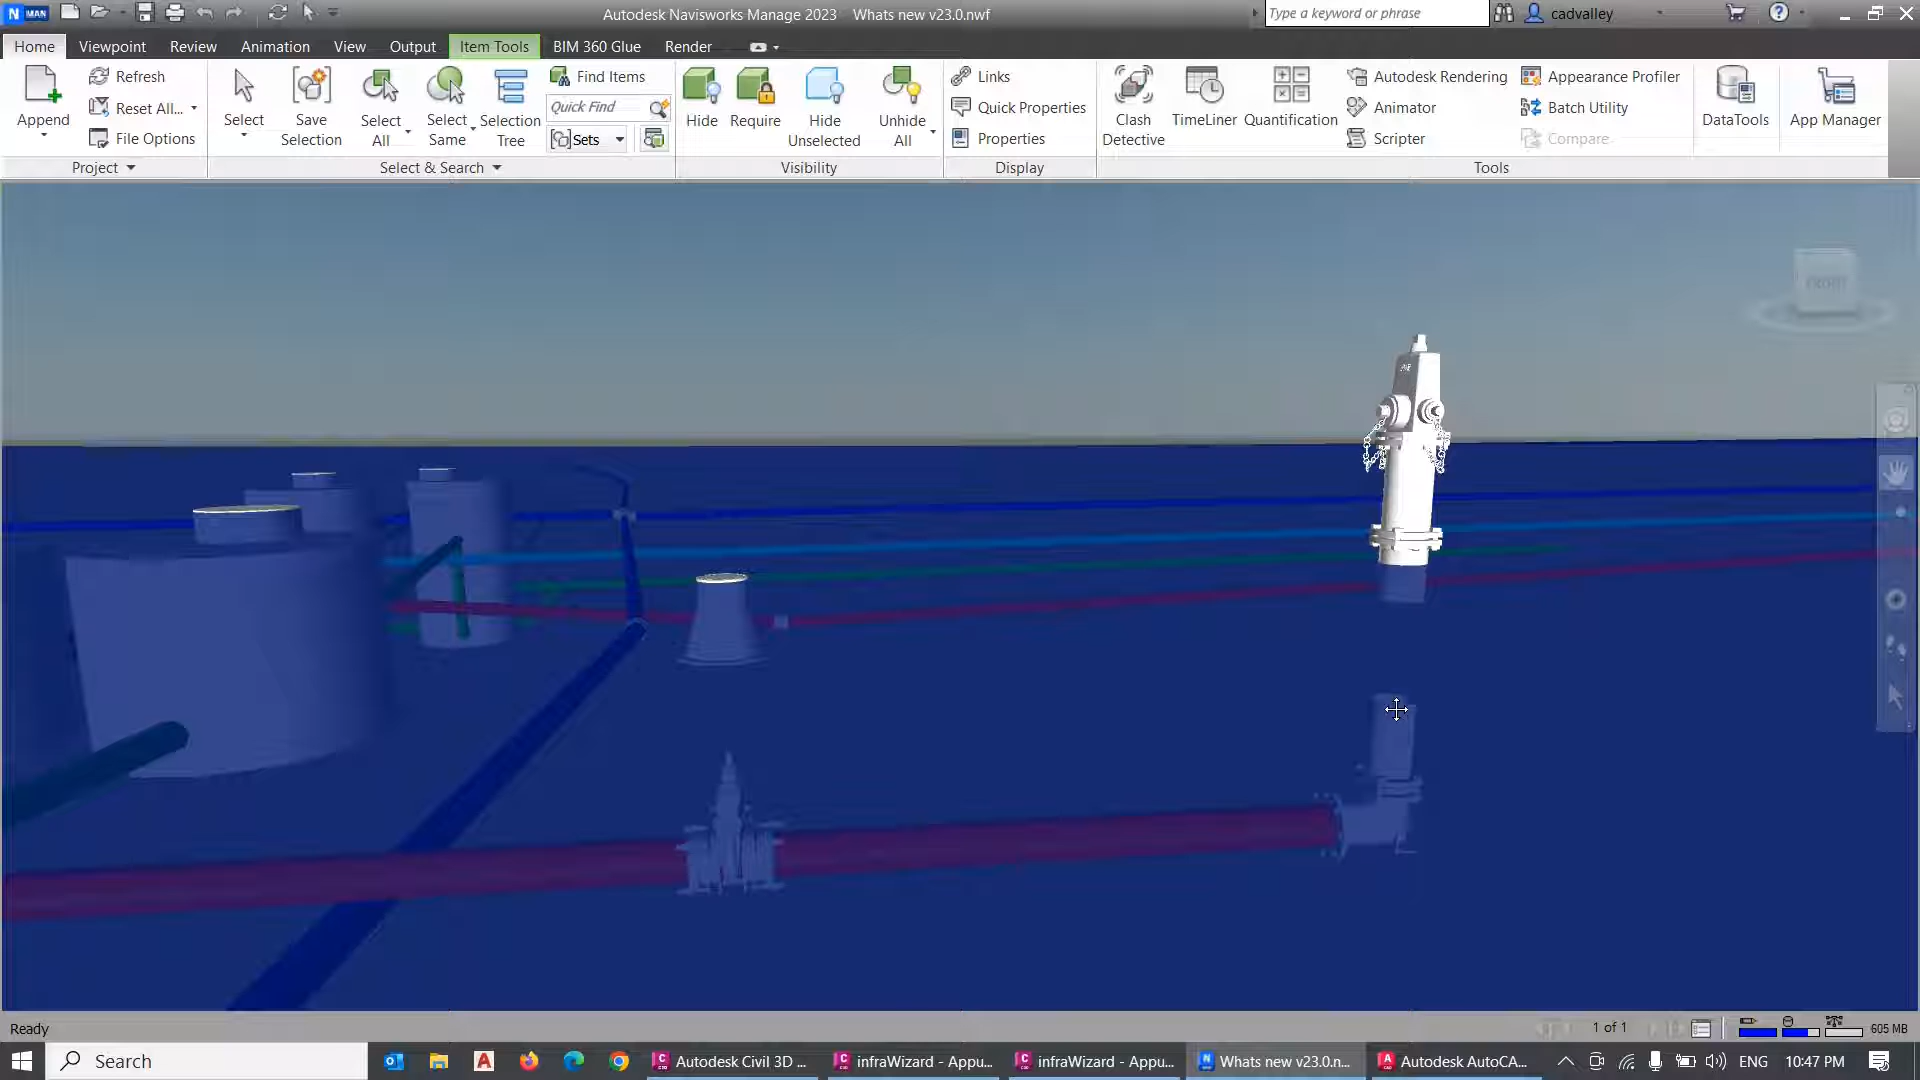 N MAN
Autodesk Navisworks Manage 2023 Whats new v23.0.nwf
Type a keyword or phrase
cadvalley
Home Viewpoint Review Animation View Output Item Tools BIM 360 Glue Render
Append
Refresh
Reset All...
File Options
Select
Save Selection
Select All
Select Same
Selection Tree
Find Items
Quick Find
Sets
Hide
Require
Hide Unselected
Unhide All
Links
Quick Properties
Properties
Clash Detective
TimeLiner
Quantification
Autodesk Rendering
Animator
Scripter
Appearance Profiler
Batch Utility
Compare
DataTools
App Manager
Project Select & Search Visibility Display Tools
FRONT
Ready
1 of 1
605 MB
Search
Autodesk Civil 3D ...
infraWizard - Appu...
infraWizard - Appu...
Whats new v23.0.n...
Autodesk AutoCA...
ENG
10:47 PM